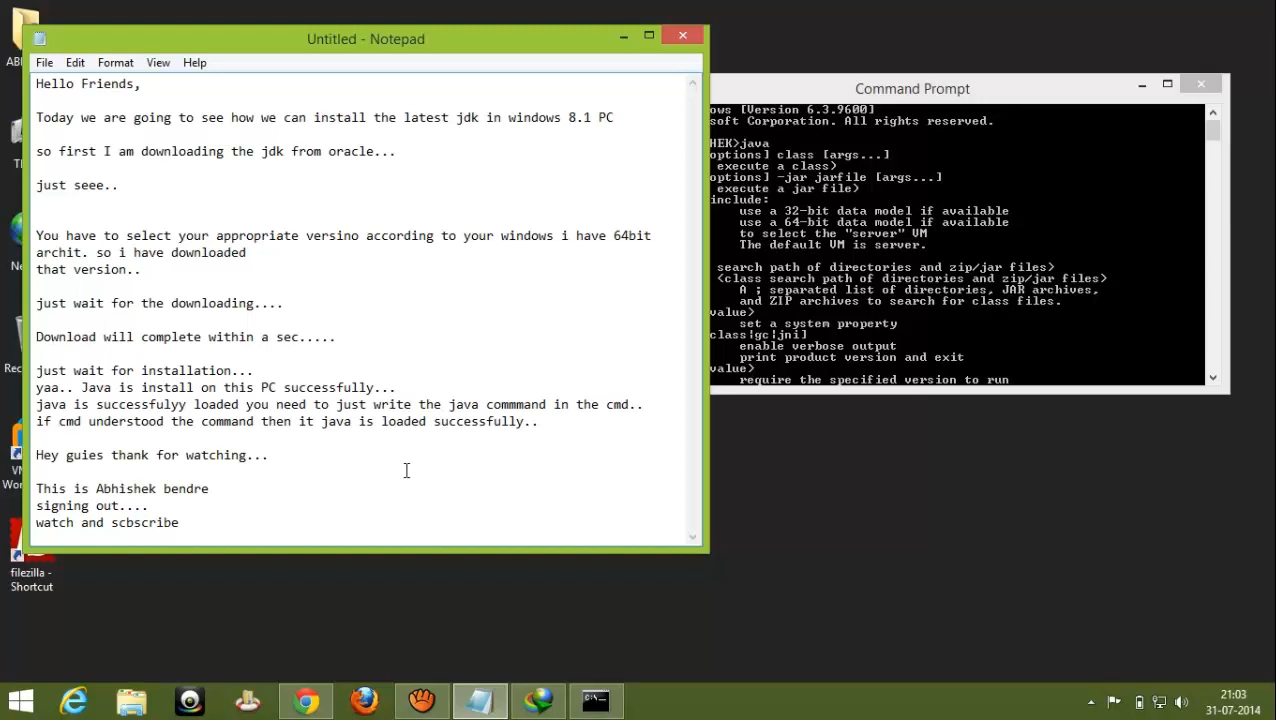 Untitled - Notepad
File Edit Format View Help
Hello Friends,
Today we are going to see how we can install the latest jdk in windows 8.1 PC
so first I am downloading the jdk from oracle...
just seee..
You have to select your appropriate versino according to your windows i have 64bit
archit. so i have downloaded
that version..
just wait for the downloading....
Download will complete within a sec.....
just wait for installation...
yaa.. Java is install on this PC successfully...
java is successfulyy loaded you need to just write the java commmand in the cmd..
if cmd understood the command then it java is loaded successfully..
Hey guies thank for watching...
This is Abhishek bendre
signing out....
watch and scbscribe
Command Prompt
ows [Version 6.3.9600]
soft Corporation. All rights reserved.
HEK>java
options] class [args...]
execute a class)
options] -jar jarfile [args...]
execute a jar file)
include:
use a 32-bit data model if available
use a 64-bit data model if available
to select the "server" VM
The default VM is server.
search path of directories and zip/jar files>
<class search path of directories and zip/jar files>
A ; separated list of directories, JAR archives,
and ZIP archives to search for class files.
value>
set a system property
class|gc|jni]
enable verbose output
print product version and exit
value>
require the specified version to run
filezilla -
Shortcut
21:03
31-07-2014